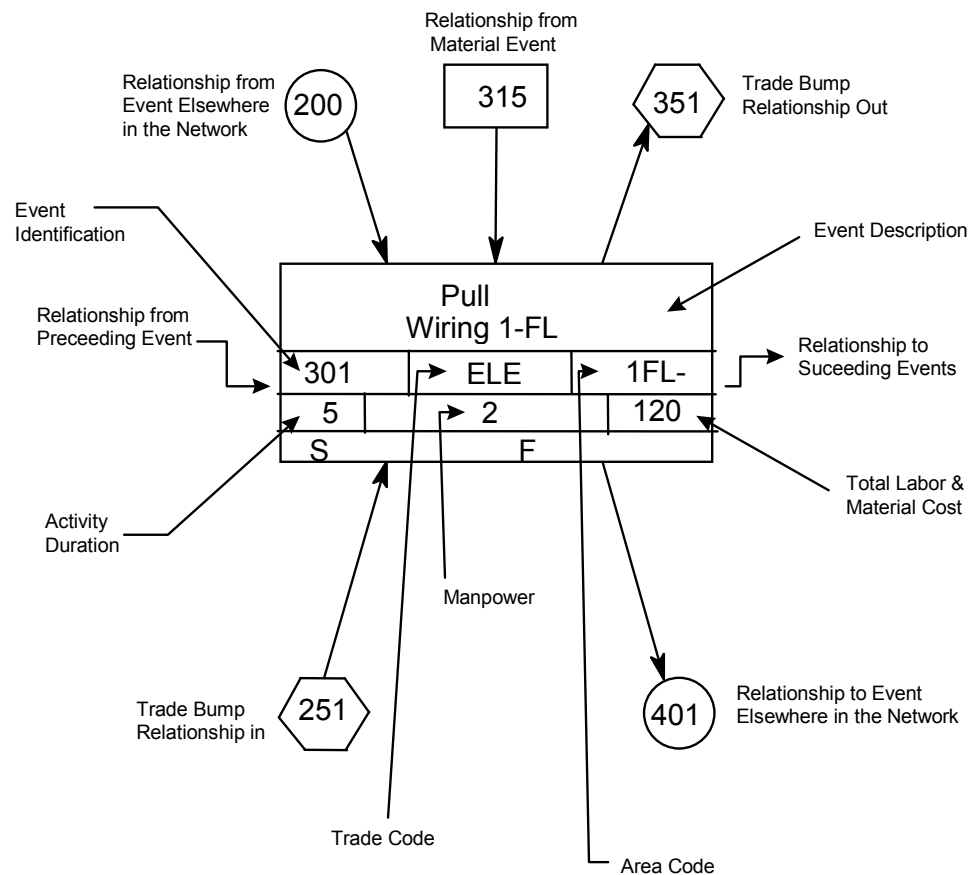 Relationship from
Material Event
Relationship from
Event Elsewhere
in the Network
200
315
351
Trade Bump
Relationship Out
Event
Identification
Event Description
Pull
Wiring 1-FL
Relationship from
Preceeding Event
301
ELE
1FL-
Relationship to
Suceeding Events
5
2
120
S
F
Total Labor &
Material Cost
Activity
Duration
Manpower
Trade Bump
Relationship in
251
401
Relationship to Event
Elsewhere in the Network
Trade Code
Area Code